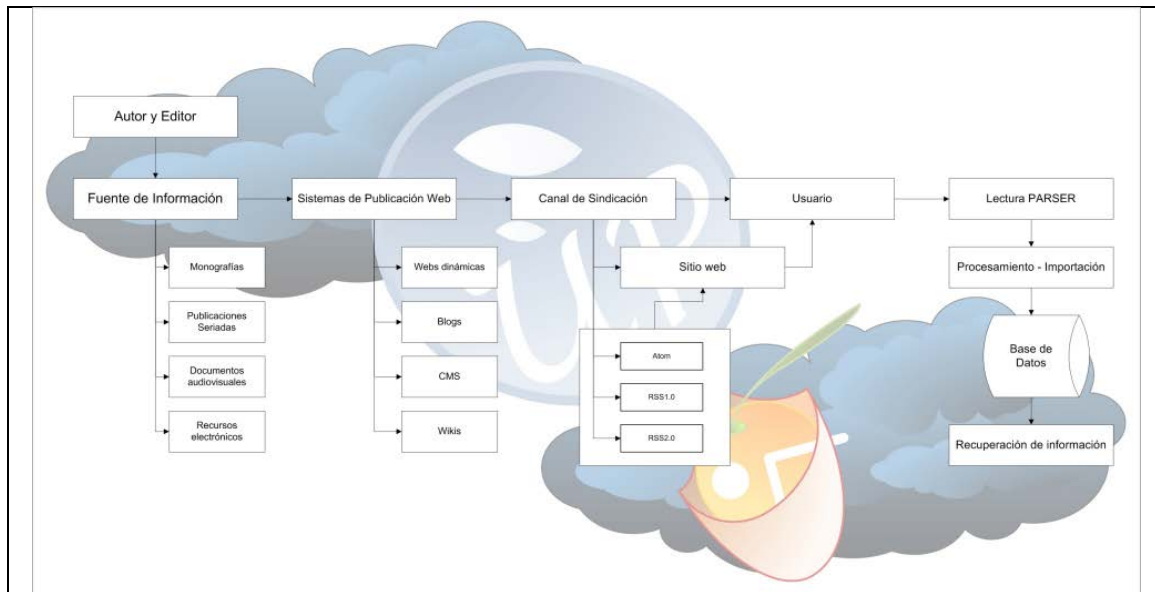 Autor y Editor
Fuente de Información
Sistemas de Publicación Web
Canal de Sindicación
Usuario
Lectura PARSER
Monografías
Publicaciones
Seriadas
Documentos
audiovisuales
Recursos
electrónicos
Webs dinámicas
Blogs
CMS
Wikis
Sitio web
Atom
RSS1.0
RSS2.0
Procesamiento - Importación
Base de
Datos
Recuperación de información